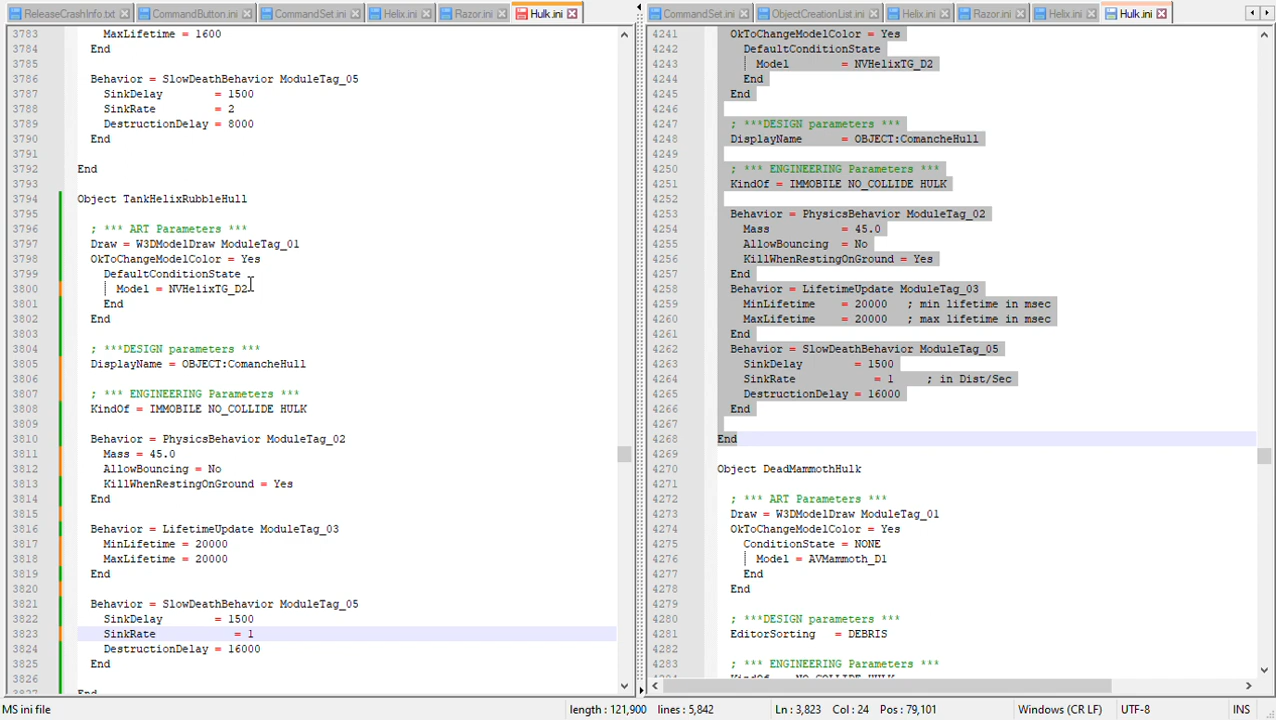 ReleaseCrashInfo.txt CommandButton.ini CommandSet.ini Helix.ini Razor.ini Hulk.ini
3783 MaxLifetime = 1600
3784 End
3785
3786 Behavior = SlowDeathBehavior ModuleTag_05
3787 SinkDelay = 1500
3788 SinkRate = 2
3789 DestructionDelay = 8000
3790 End
3791
3792 End
3793
3794 Object TankHelixRubbleHull
3795
3796 ; *** ART Parameters ***
3797 Draw = W3DModelDraw ModuleTag_01
3798 OkToChangeModelColor = Yes
3799 DefaultConditionState
3800 Model = NVHelixTG_D2
3801 End
3802 End
3803
3804 ; ***DESIGN parameters ***
3805 DisplayName = OBJECT:ComancheHull
3806
3807 ; *** ENGINEERING Parameters ***
3808 KindOf = IMMOBILE NO_COLLIDE HULK
3809
3810 Behavior = PhysicsBehavior ModuleTag_02
3811 Mass = 45.0
3812 AllowBouncing = No
3813 KillWhenRestingOnGround = Yes
3814 End
3815
3816 Behavior = LifetimeUpdate ModuleTag_03
3817 MinLifetime = 20000
3818 MaxLifetime = 20000
3819 End
3820
3821 Behavior = SlowDeathBehavior ModuleTag_05
3822 SinkDelay = 1500
3823 SinkRate = 1
3824 DestructionDelay = 16000
3825 End
3826
3827 End
CommandSet.ini ObjectCreationList.ini Helix.ini Razor.ini Helix.ini Hulk.ini
4241 OkToChangeModelColor = Yes
4242 DefaultConditionState
4243 Model = NVHelixTG_D2
4244 End
4245 End
4246
4247 ; ***DESIGN parameters ***
4248 DisplayName = OBJECT:ComancheHull
4249
4250 ; *** ENGINEERING Parameters ***
4251 KindOf = IMMOBILE NO_COLLIDE HULK
4252
4253 Behavior = PhysicsBehavior ModuleTag_02
4254 Mass = 45.0
4255 AllowBouncing = No
4256 KillWhenRestingOnGround = Yes
4257 End
4258 Behavior = LifetimeUpdate ModuleTag_03
4259 MinLifetime = 20000 ; min lifetime in msec
4260 MaxLifetime = 20000 ; max lifetime in msec
4261 End
4262 Behavior = SlowDeathBehavior ModuleTag_05
4263 SinkDelay = 1500
4264 SinkRate = 1 ; in Dist/Sec
4265 DestructionDelay = 16000
4266 End
4267
4268 End
4269
4270 Object DeadMammothHulk
4271
4272 ; *** ART Parameters ***
4273 Draw = W3DModelDraw ModuleTag_01
4274 OkToChangeModelColor = Yes
4275 ConditionState = NONE
4276 Model = AVMammoth_D1
4277 End
4278 End
4279
4280 ; ***DESIGN parameters ***
4281 EditorSorting = DEBRIS
4282
4283 ; *** ENGINEERING Parameters ***
MS ini file length : 121,900 lines : 5,842 Ln : 3,823 Col : 24 Pos : 79,101 Windows (CR LF) UTF-8 INS